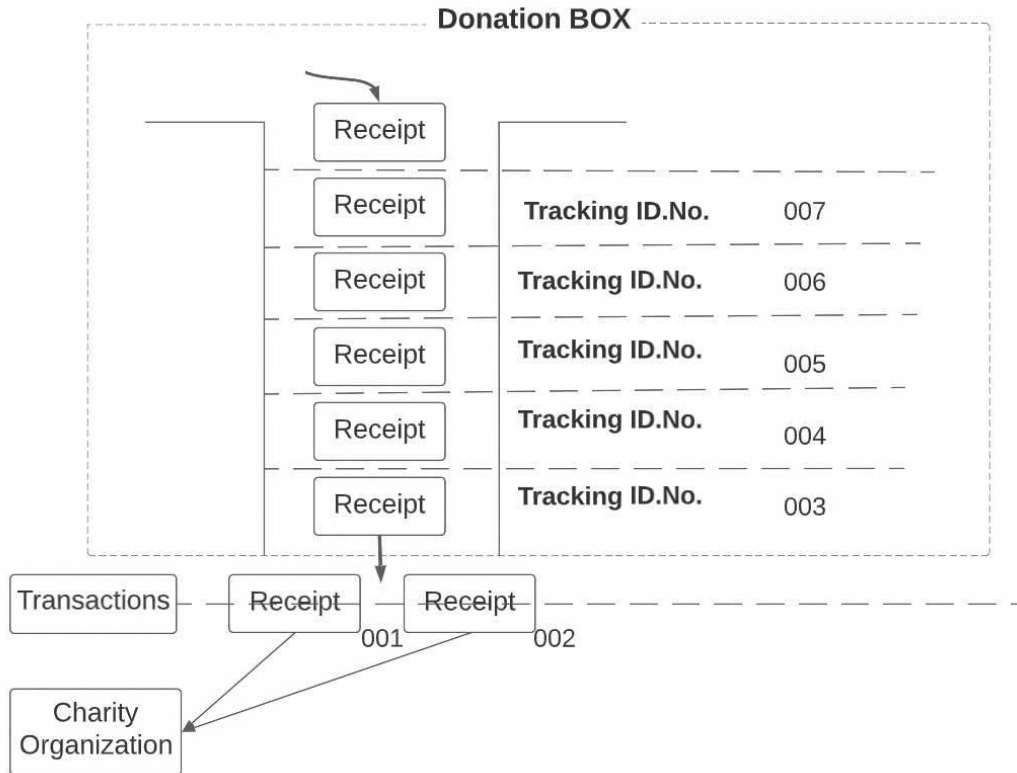 Donation BOX
Receipt
Receipt
Tracking ID.No. 007
Receipt
Tracking ID.No. 006
Receipt
Tracking ID.No. 005
Receipt
Tracking ID.No. 004
Receipt
Tracking ID.No. 003
Transactions
Receipt
001
Receipt
002
Charity
Organization